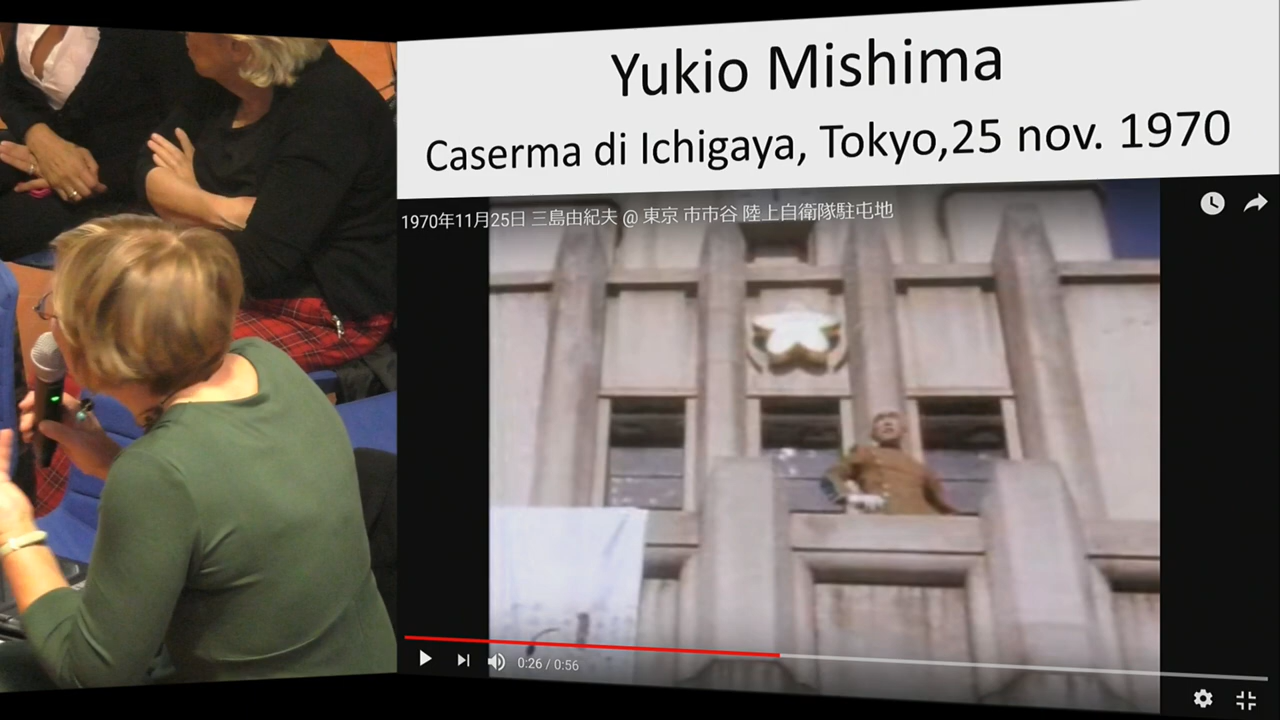 Yukio Mishima
Caserma di Ichigaya, Tokyo,25 nov. 1970
1970年11月25日 三島由紀夫 @ 東京 市市谷 陸上自衛隊駐屯地
0:26 / 0:56